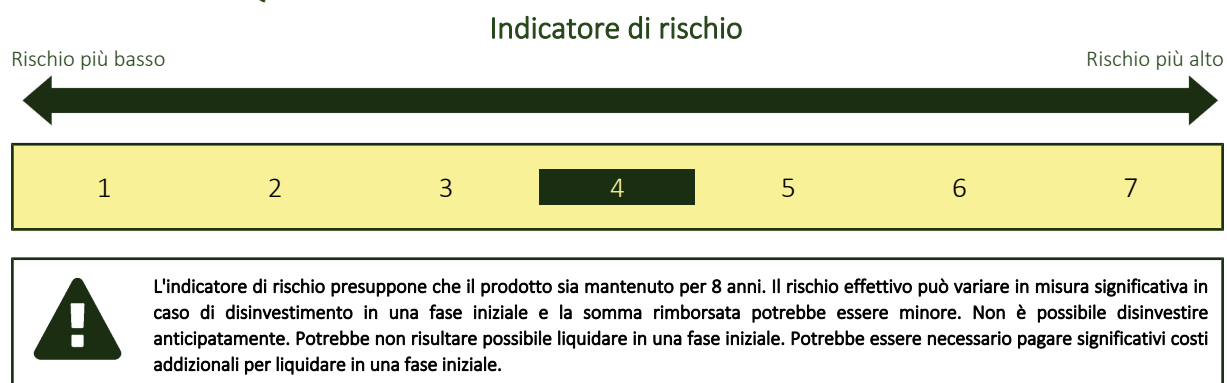 Indicatore di rischio
Rischio più basso
Rischio più alto
1 2 3 4 5 6 7
L'indicatore di rischio presuppone che il prodotto sia mantenuto per 8 anni. Il rischio effettivo può variare in misura significativa in
caso di disinvestimento in una fase iniziale e la somma rimborsata potrebbe essere minore. Non è possibile disinvestire
anticipatamente. Potrebbe non risultare possibile liquidare in una fase iniziale. Potrebbe essere necessario pagare significativi costi
addizionali per liquidare in una fase iniziale.